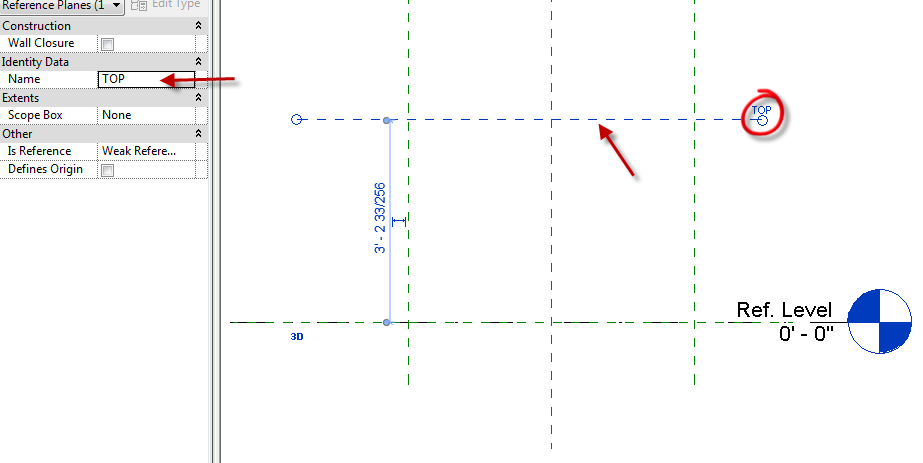 Reference Planes (1
Edit Type
Construction
Wall Closure
Identity Data
Name TOP
Extents
Scope Box None
Other
Is Reference Weak Refere...
Defines Origin
TOP
3' - 2 33/256
3D
Ref. Level
0' - 0"